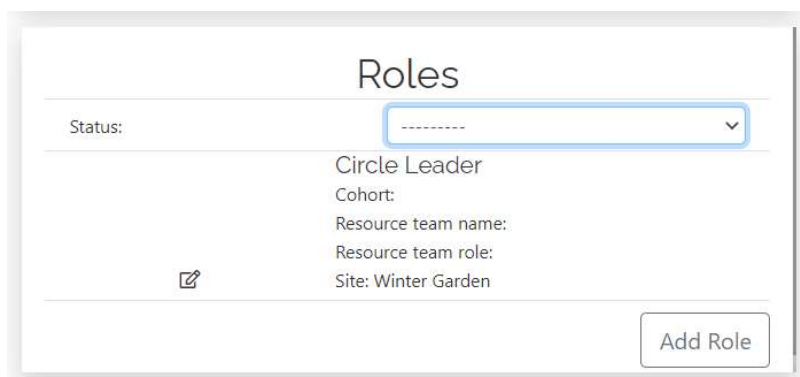 Roles
Status: ---------
Circle Leader
Cohort:
Resource team name:
Resource team role:
Site: Winter Garden
Add Role